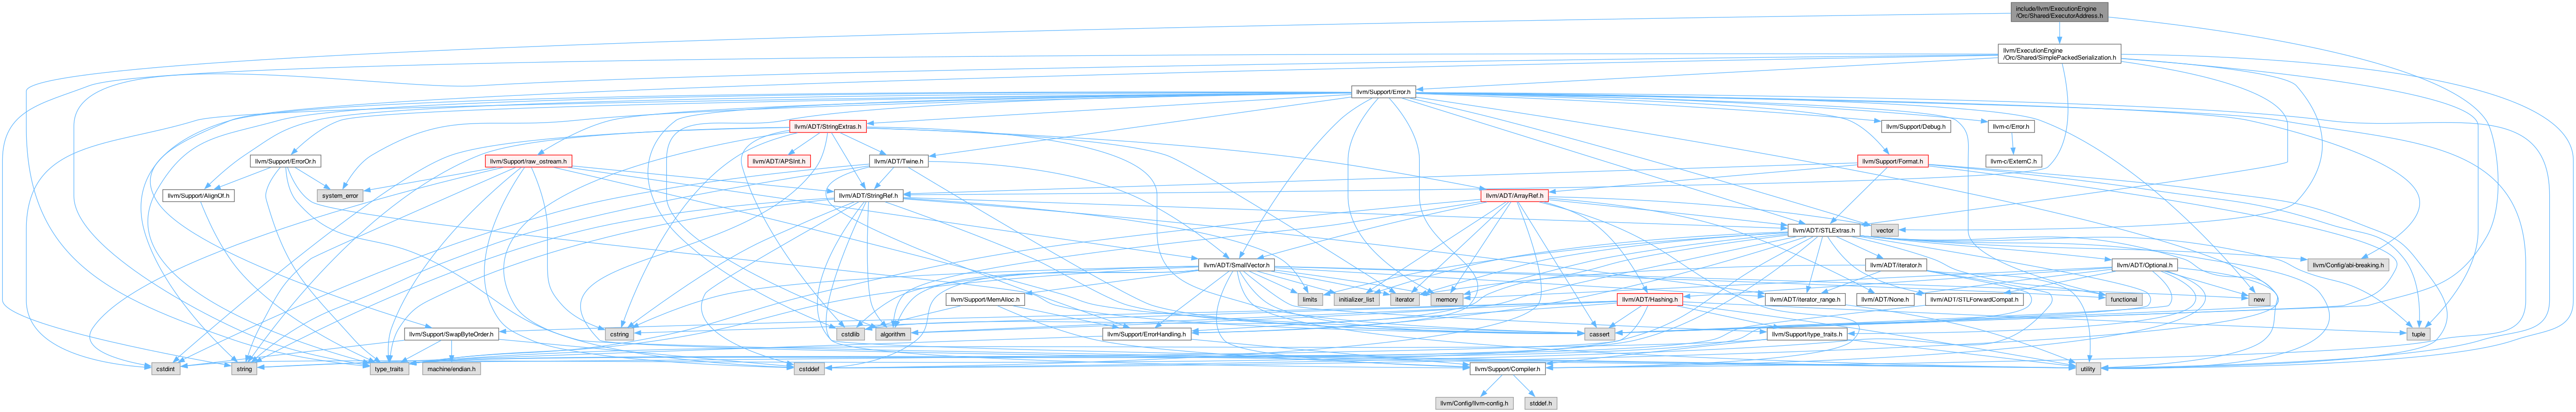 include/llvm/ExecutionEngine
/Orc/Shared/ExecutorAddress.h
llvm/ExecutionEngine
/Orc/Shared/SimplePackedSerialization.h
llvm/Support/Error.h
llvm/ADT/StringExtras.h
llvm/Support/Debug.h
llvm-c/Error.h
llvm/Support/ErrorOr.h
llvm/Support/raw_ostream.h
llvm/ADT/APSInt.h
llvm/ADT/Twine.h
llvm/Support/Format.h
llvm-c/ExternC.h
llvm/Support/AlignOf.h
system_error
llvm/ADT/StringRef.h
llvm/ADT/ArrayRef.h
llvm/ADT/STLExtras.h
vector
llvm/ADT/SmallVector.h
llvm/ADT/iterator.h
llvm/ADT/Optional.h
llvm/Config/abi-breaking.h
llvm/Support/MemAlloc.h
limits
initializer_list
iterator
memory
llvm/ADT/Hashing.h
llvm/ADT/iterator_range.h
llvm/ADT/None.h
llvm/ADT/STLForwardCompat.h
functional
new
llvm/Support/SwapByteOrder.h
cstring
cstdlib
algorithm
llvm/Support/ErrorHandling.h
cassert
llvm/Support/type_traits.h
tuple
cstdint
string
type_traits
machine/endian.h
cstddef
llvm/Support/Compiler.h
utility
llvm/Config/llvm-config.h
stddef.h